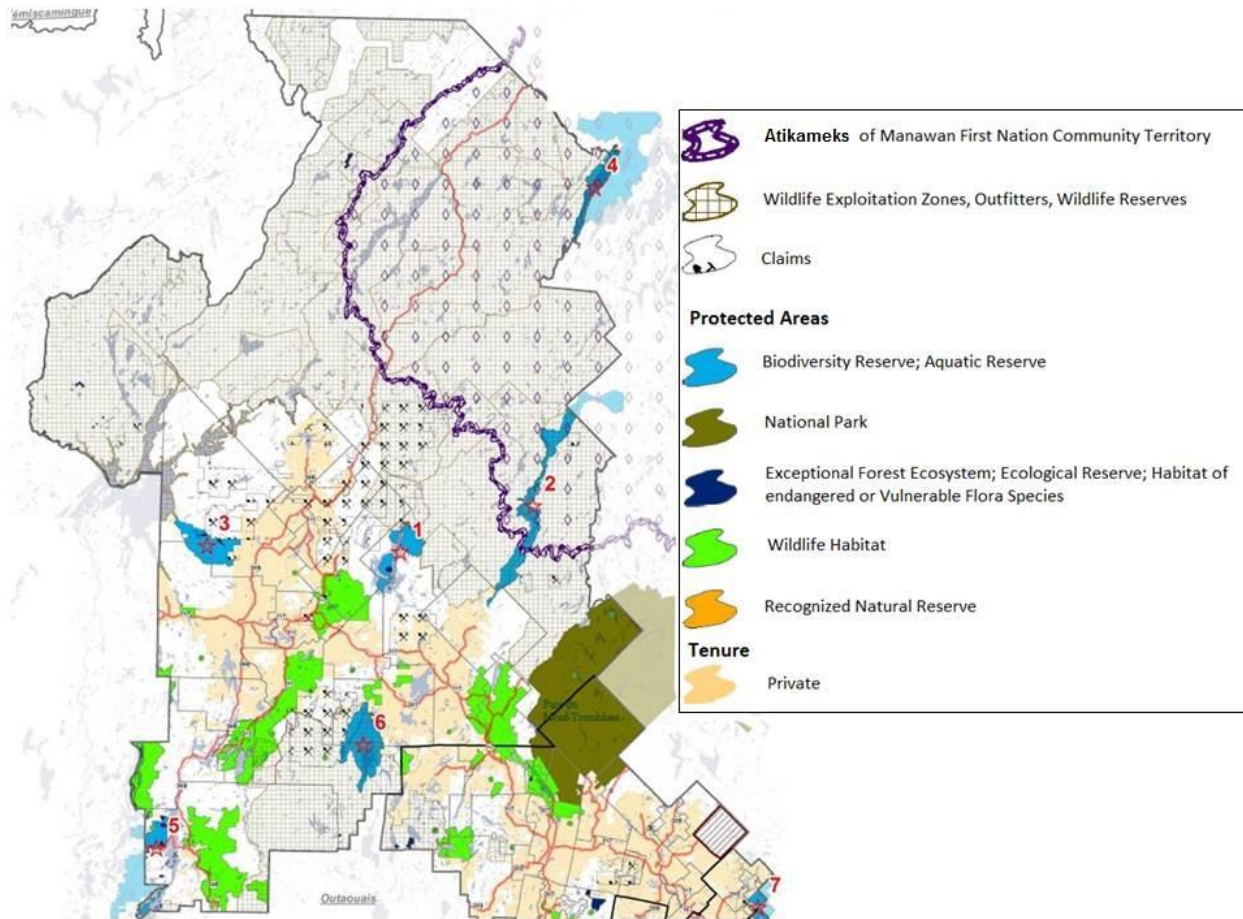 émiscamingue
4
2
3
1
6
5
7
Outaouais
Atikameks of Manawan First Nation Community Territory
Wildlife Exploitation Zones, Outfitters, Wildlife Reserves
Claims
Protected Areas
Biodiversity Reserve; Aquatic Reserve
National Park
Exceptional Forest Ecosystem; Ecological Reserve; Habitat of
endangered or Vulnerable Flora Species
Wildlife Habitat
Recognized Natural Reserve
Tenure
Private